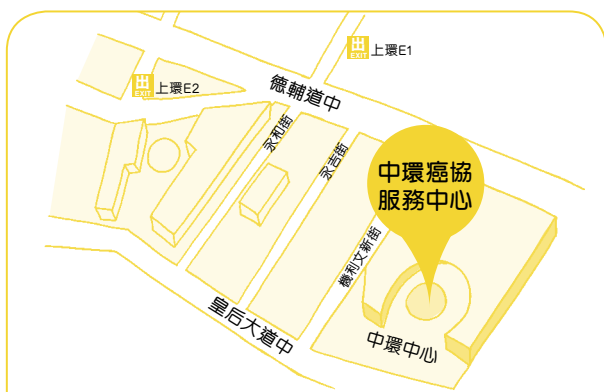 出
EXIT
上環E1
出
EXIT
上環E2
德輔道中
永和街
永吉街
中環癌協
服務中心
機利文新街
皇后大道中
中環中心